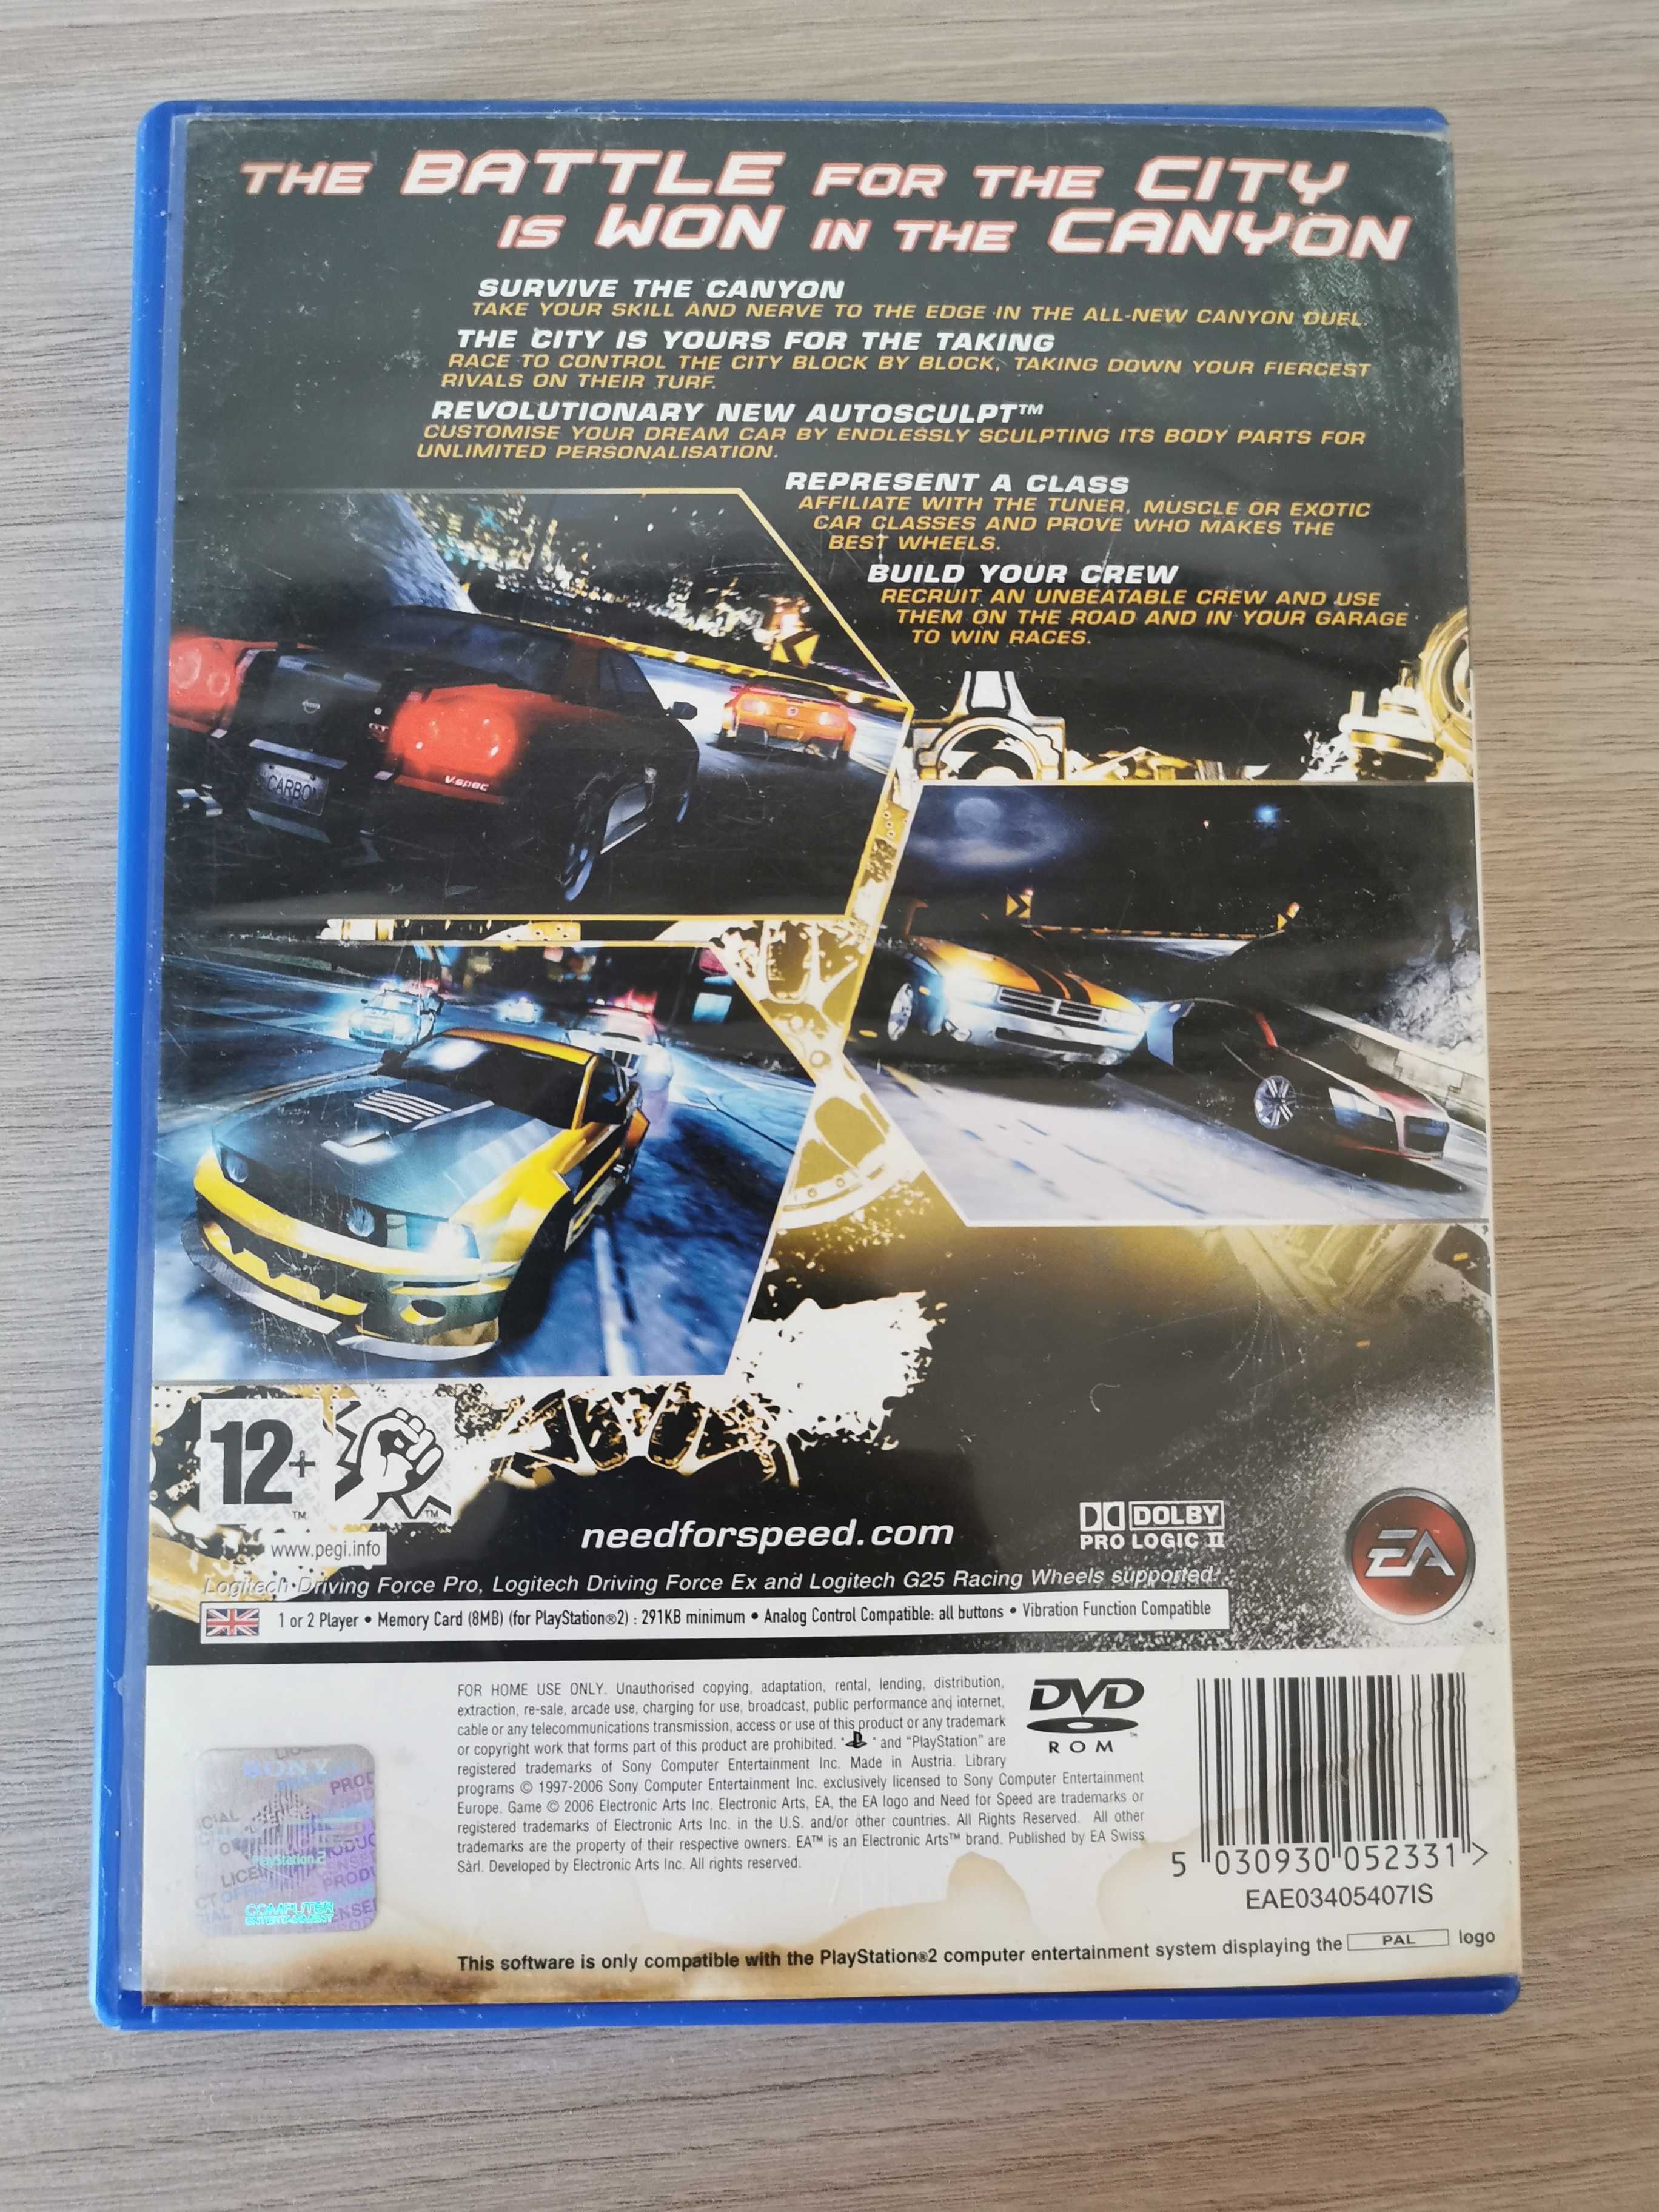 THE BATTLE FOR THE CITY
IS WON IN THE CANYON
SURVIVE THE CANYON
TAKE YOUR SKILL AND NERVE TO THE EDGE IN THE ALL-NEW CANYON DUEL
THE CITY IS YOURS FOR THE TAKING
RACE TO CONTROL THE CITY BLOCK BY BLOCK, TAKING DOWN YOUR FIERCEST
RIVALS ON THEIR TURF.
REVOLUTIONARY NEW AUTOSCULPT™
CUSTOMISE YOUR DREAM CAR BY ENDLESSLY SCULPTING ITS BODY PARTS FOR
UNLIMITED PERSONALISATION.
REPRESENT A CLASS
AFFILIATE WITH THE TUNER, MUSCLE OR EXOTIC
CAR CLASSES AND PROVE WHO MAKES THE
BEST WHEELS.
BUILD YOUR CREW
RECRUIT AN UNBEATABLE CREW AND USE
THEM ON THE ROAD AND IN YOUR GARAGE
TO WIN RACES.
V·spec
CARBON
12+
™
™
www.pegi.info
needforspeed.com
DOLBY
PRO LOGIC II
EA
Logitech Driving Force Pro, Logitech Driving Force Ex and Logitech G25 Racing Wheels supported.
1 or 2 Player • Memory Card (8MB) (for PlayStation®2) : 291KB minimum • Analog Control Compatible: all buttons • Vibration Function Compatible
FOR HOME USE ONLY. Unauthorised copying, adaptation, rental, lending, distribution,
extraction, re-sale, arcade use, charging for use, broadcast, public performance and internet,
cable or any telecommunications transmission, access or use of this product or any trademark
or copyright work that forms part of this product are prohibited. " " and "PlayStation" are
registered trademarks of Sony Computer Entertainment Inc. Made in Austria. Library
programs © 1997-2006 Sony Computer Entertainment Inc. exclusively licensed to Sony Computer Entertainment
Europe. Game © 2006 Electronic Arts Inc. Electronic Arts, EA, the EA logo and Need for Speed are trademarks or
registered trademarks of Electronic Arts Inc. in the U.S. and/or other countries. All Rights Reserved. All other
trademarks are the property of their respective owners. EA™ is an Electronic Arts™ brand. Published by EA Swiss
Sàrl. Developed by Electronic Arts Inc. All rights reserved.
DVD
ROM
™
5 030930 052331 >
EAE03405407IS
SONY
PlayStation 2
COMPUTER
ENTERTAINMENT
This software is only compatible with the PlayStation®2 computer entertainment system displaying the PAL logo